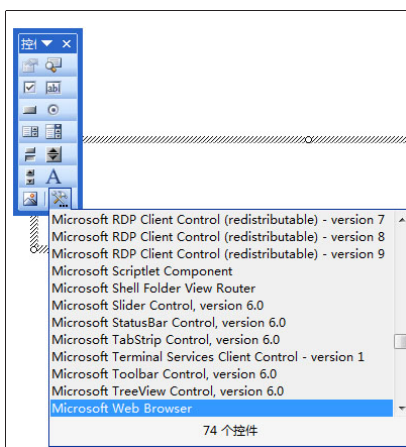 控件
ab
A
Microsoft RDP Client Control (redistributable) - version 7
Microsoft RDP Client Control (redistributable) - version 8
Microsoft RDP Client Control (redistributable) - version 9
Microsoft Scriptlet Component
Microsoft Shell Folder View Router
Microsoft Slider Control, version 6.0
Microsoft StatusBar Control, version 6.0
Microsoft TabStrip Control, version 6.0
Microsoft Terminal Services Client Control - version 1
Microsoft Toolbar Control, version 6.0
Microsoft TreeView Control, version 6.0
Microsoft Web Browser
74 个控件